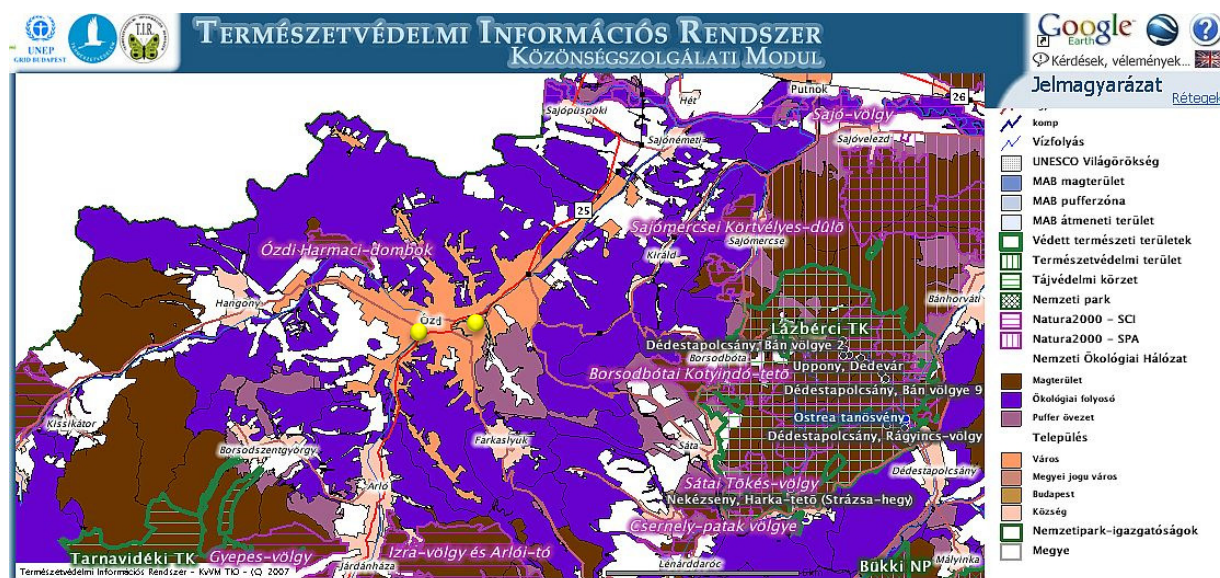 UNEP
GRID BUDAPEST
TERMÉSZETVÉDELEM
T.I.R.
TERMÉSZETVÉDELMI INFORMÁCIÓS RENDSZER
KÖZÖNSÉGSZOLGÁLATI MODUL
Google
Earth
?
Kérdések, vélemények...
Jelmagyarázat
Rétegek
komp
Vízfolyás
UNESCO Világörökség
MAB magterület
MAB pufferzóna
MAB átmeneti terület
Védett természeti területek
Természetvédelmi terület
Tájvédelmi körzet
Nemzeti park
Natura2000 - SCI
Natura2000 - SPA
Nemzeti Ökológiai Hálózat
Magterület
Ökológiai folyosó
Puffer övezet
Település
Város
Megyei jogu város
Budapest
Község
Nemzetipark-igazgatóságok
Megye
Putnok
26
Hét
Sajópüspöki
Sajó-völgy
Sajónémeti
Sajóvelezd
25
Sajómercsei Körtvélyes-dűlő
Ózdi Harmaci-dombok
Sajómercse
Királd
Hangony
Bánhorváti
Ózd
Lázbérci TK
Dédestapolcsány, Bán völgye 2
Borsodbóta
Uppony, Dedevár
Borsodbótai Kotyindó-tető
Dédestapolcsány, Bán völgye 9
Kissikátor
Ostrea tanösvény
Farkaslyuk
Dédestapolcsány, Rágyincs-völgy
Borsodszentgyörgy
Sáta
Dédestapolcsány
Arló
Sátai Tőkés-völgy
Nekézseny, Harka-tető (Strázsa-hegy)
Csernely-patak völgye
Izra-völgy és Arlói-tó
Tarnavidéki TK
Gyepes-völgy
Járdánháza
Lénárddaróc
Bükki NP
Mályinka
Természetvédelmi Információs Rendszer - KvVM TIO - (C) 2007